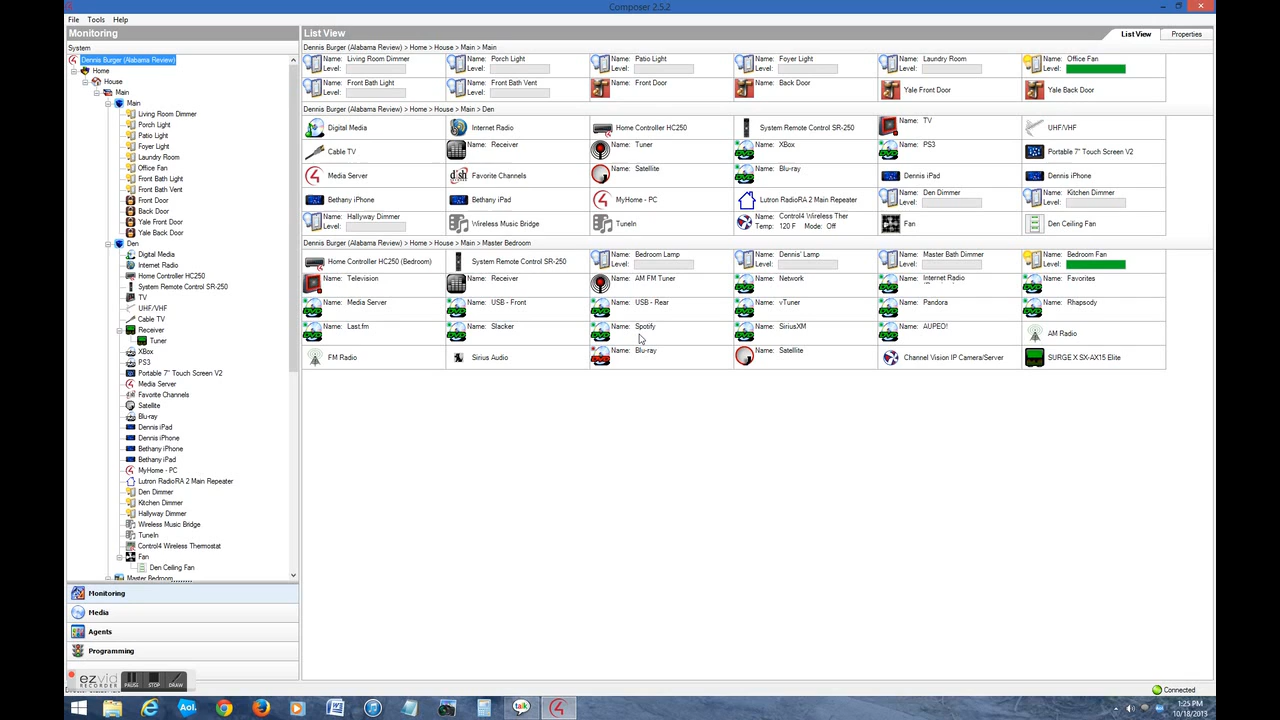 Composer 2.5.2
File Tools Help
Monitoring
System
Dennis Burger (Alabama Review)
Home
House
Main
Main
Living Room Dimmer
Porch Light
Patio Light
Foyer Light
Laundry Room
Office Fan
Front Bath Light
Front Bath Vent
Front Door
Back Door
Yale Front Door
Yale Back Door
Den
Digital Media
Internet Radio
Home Controller HC250
System Remote Control SR-250
TV
UHF/VHF
Cable TV
Receiver
Tuner
XBox
PS3
Portable 7" Touch Screen V2
Media Server
Favorite Channels
Satellite
Blu-ray
Dennis iPad
Dennis iPhone
Bethany iPhone
Bethany iPad
MyHome - PC
Lutron RadioRA 2 Main Repeater
Den Dimmer
Kitchen Dimmer
Hallyway Dimmer
Wireless Music Bridge
TuneIn
Control4 Wireless Thermostat
Fan
Den Ceiling Fan
Master Bedroom
Monitoring
Media
Agents
Programming
ezvid
RECORDER
PAUSE STOP DRAW
List View
List View Properties
Dennis Burger (Alabama Review) > Home > House > Main > Main
Name: Living Room Dimmer Name: Porch Light Name: Patio Light Name: Foyer Light Name: Laundry Room Name: Office Fan
Level: Level: Level: Level: Level: Level:
Name: Front Bath Light Name: Front Bath Vent Name: Front Door Name: Back Door Yale Front Door Yale Back Door
Level: Level:
Dennis Burger (Alabama Review) > Home > House > Main > Den
Digital Media Internet Radio Home Controller HC250 System Remote Control SR-250 Name: TV UHF/VHF
Cable TV Name: Receiver Name: Tuner Name: XBox Name: PS3 Portable 7" Touch Screen V2
Media Server dish Favorite Channels Name: Satellite Name: Blu-ray Dennis iPad Dennis iPhone
Bethany iPhone Bethany iPad MyHome - PC Lutron RadioRA 2 Main Repeater Name: Den Dimmer Name: Kitchen Dimmer
Level: Level:
Name: Hallyway Dimmer Wireless Music Bridge TuneIn Name: Control4 Wireless Ther Fan Den Ceiling Fan
Level: Temp: 120 F Mode: Off
Dennis Burger (Alabama Review) > Home > House > Main > Master Bedroom
Home Controller HC250 (Bedroom) System Remote Control SR-250 Name: Bedroom Lamp Name: Dennis' Lamp Name: Master Bath Dimmer Name: Bedroom Fan
Level: Level: Level: Level:
Name: Television Name: Receiver Name: AM FM Tuner Name: Network Name: Internet Radio Name: Favorites
Name: Media Server Name: USB - Front Name: USB - Rear Name: vTuner Name: Pandora Name: Rhapsody
Name: Last.fm Name: Slacker Name: Spotify Name: SiriusXM Name: AUPEO! AM Radio
FM Radio Sirius Audio Name: Blu-ray Name: Satellite Channel Vision IP Camera/Server SURGE X SX-AX15 Elite
Connected
Aol.
talk
1:25 PM
10/18/2013